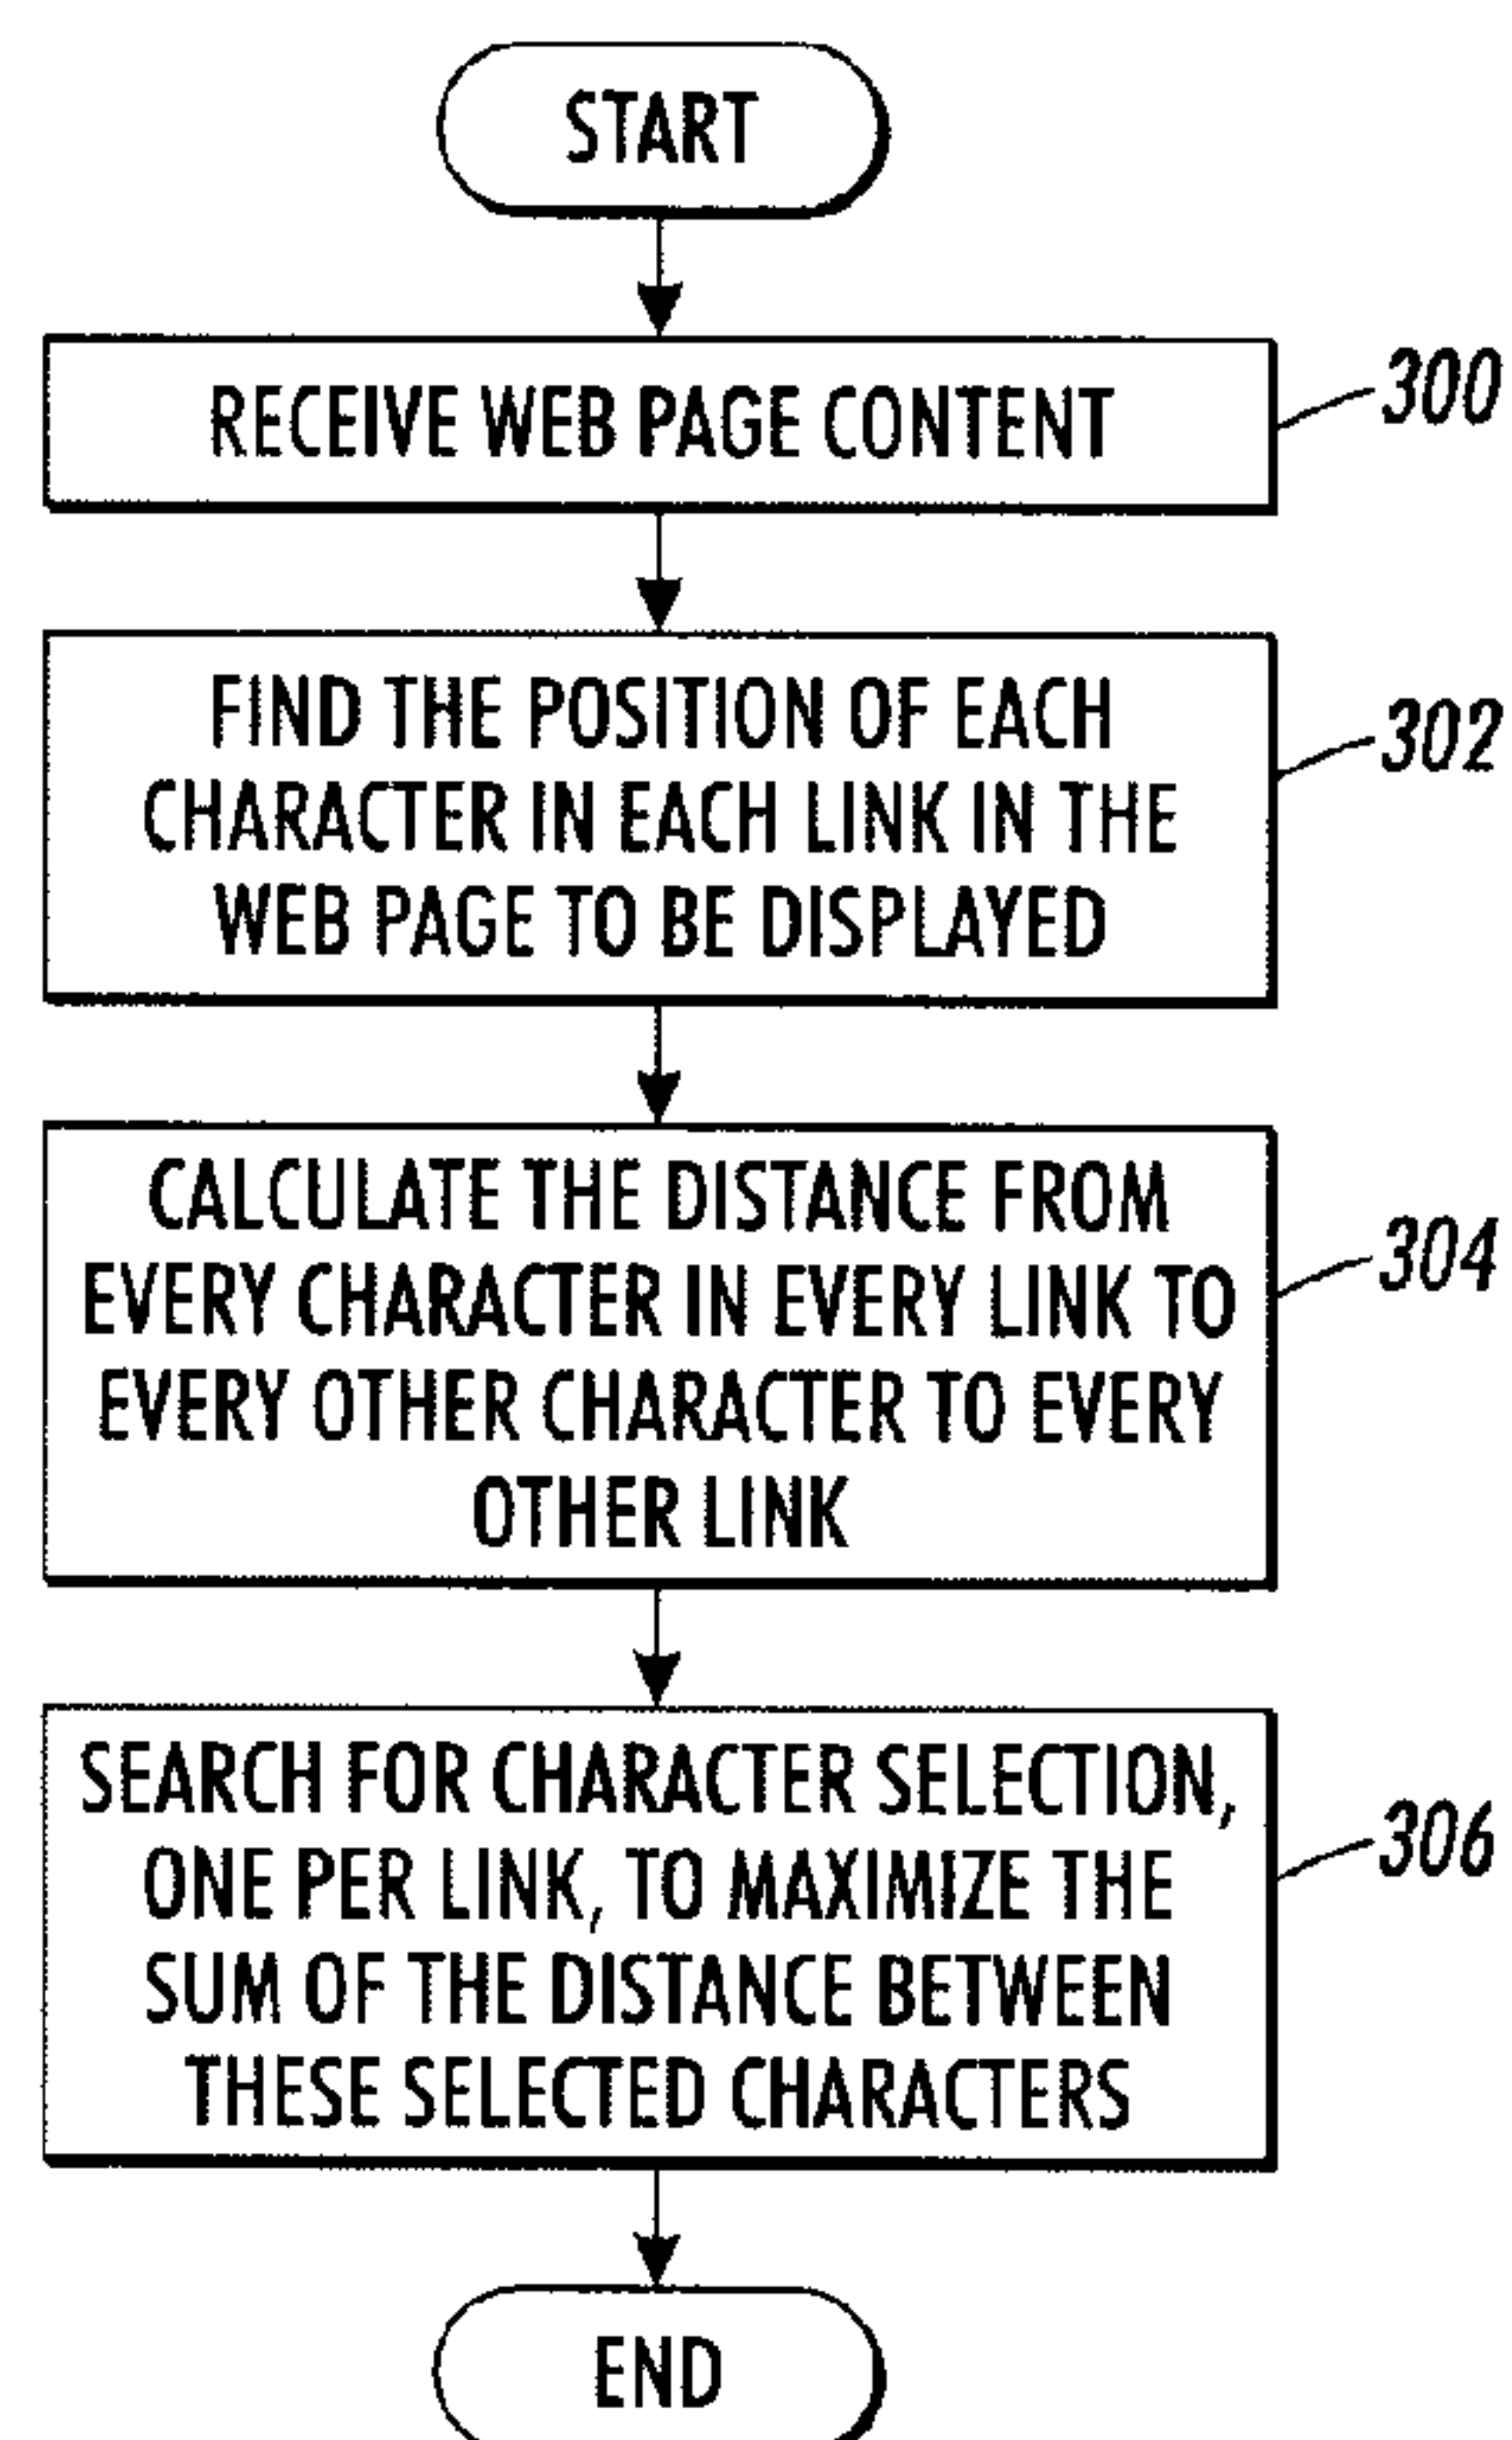 START
RECEIVE WEB PAGE CONTENT
300
FIND THE POSITION OF EACH
CHARACTER IN EACH LINK IN THE
WEB PAGE TO BE DISPLAYED
302
CALCULATE THE DISTANCE FROM
EVERY CHARACTER IN EVERY LINK TO
EVERY OTHER CHARACTER TO EVERY
OTHER LINK
304
SEARCH FOR CHARACTER SELECTION,
ONE PER LINK, TO MAXIMIZE THE
SUM OF THE DISTANCE BETWEEN
THESE SELECTED CHARACTERS
306
END